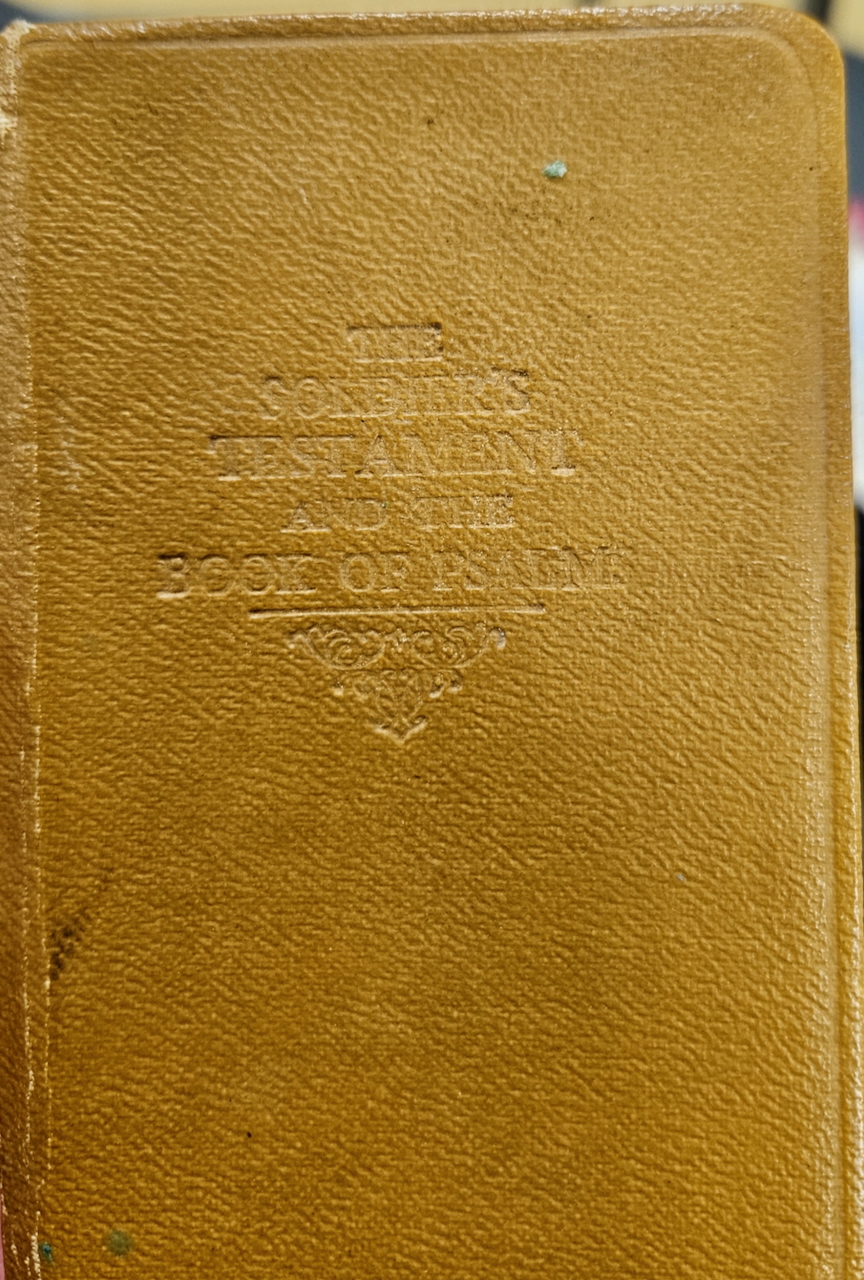 THE
SOLDIER'S
TESTAMENT
AND THE
BOOK OF PSALMS